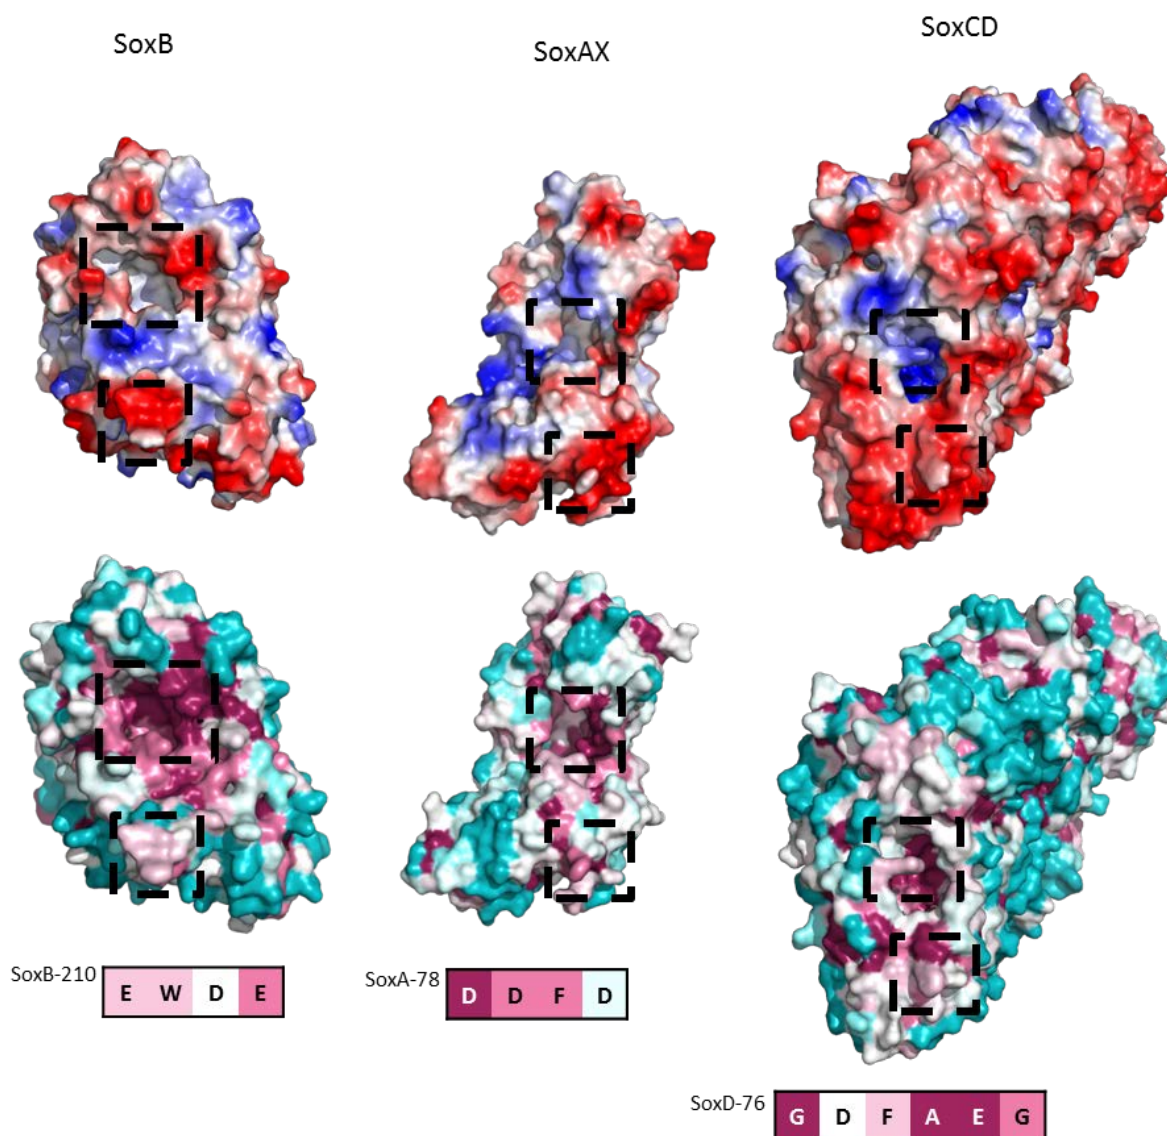 SoxB
SoxAX
SoxCD
SoxB-210
E W D E
SoxA-78
D D F D
SoxD-76
G D F A E G